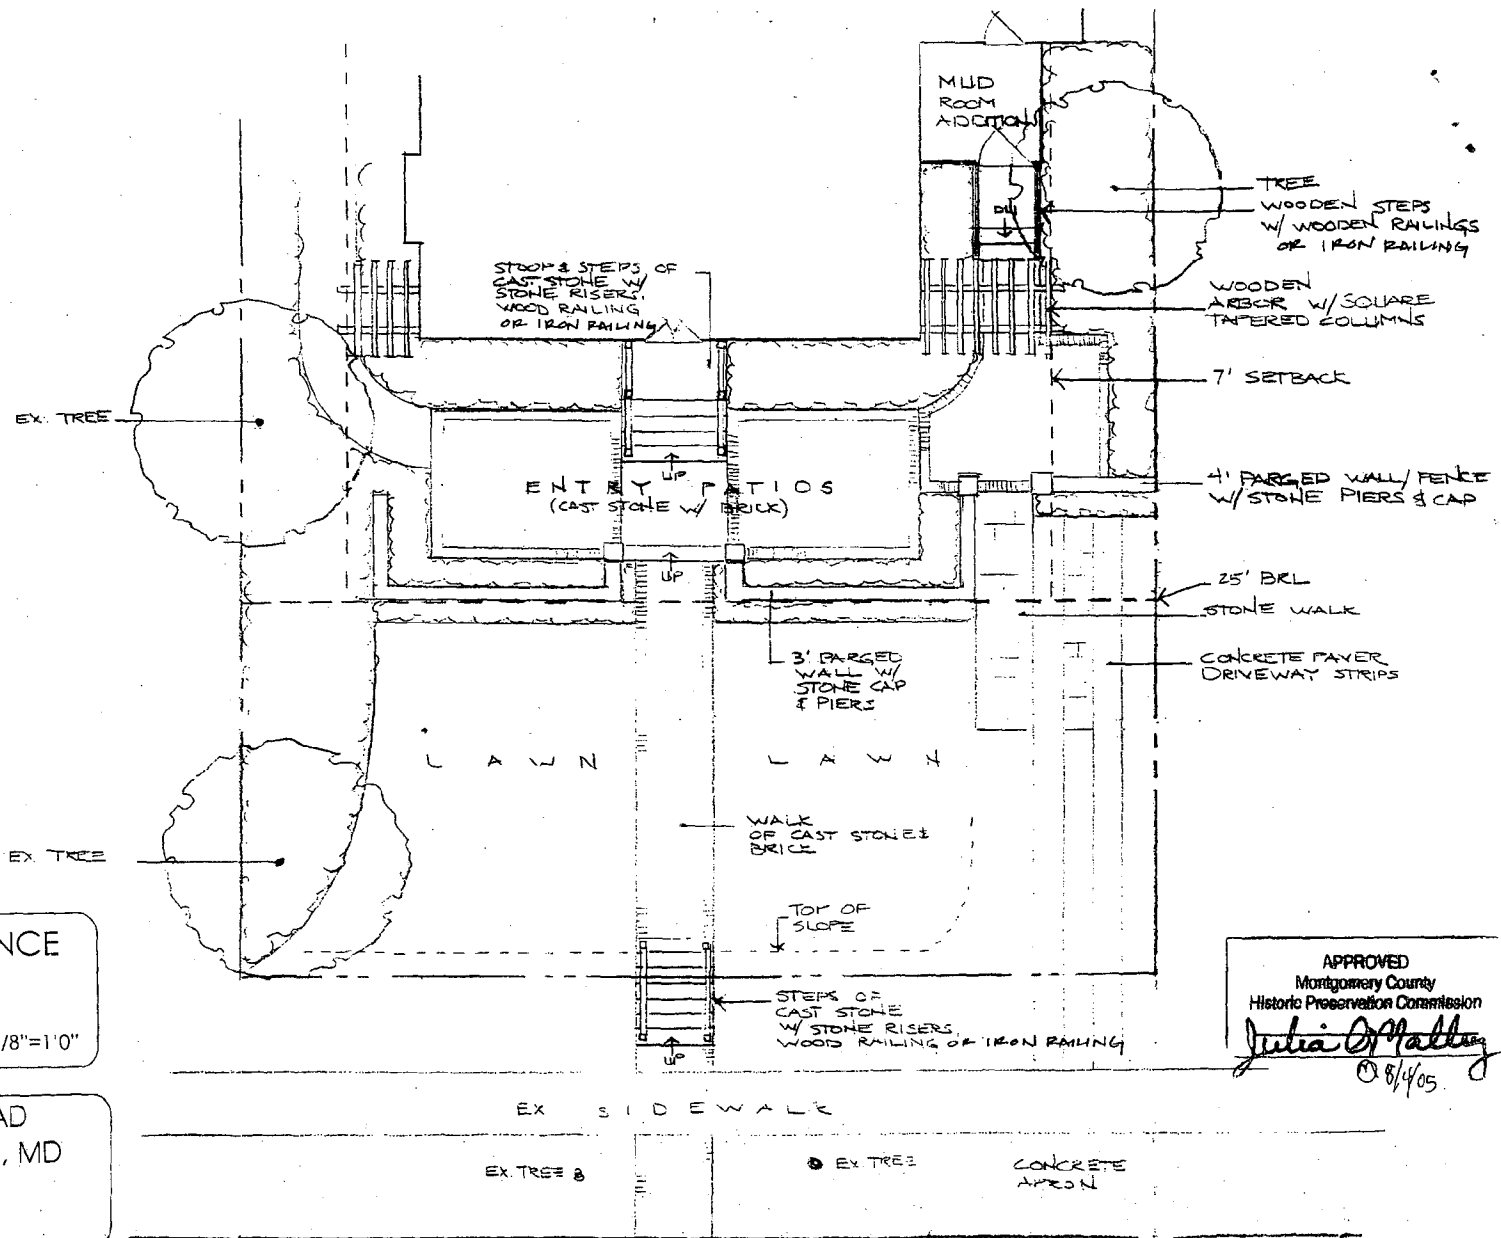 MUD
ROOM
ADDITION
TREE
WOODEN STEPS
W/ WOODEN RAILINGS
OR IRON RAILING
DN
STOOP & STEPS OF
CAST STONE W/
STONE RISERS,
WOOD RAILING
OR IRON RAILING
WOODEN
ARBOR W/ SQUARE
TAPERED COLUMNS
7' SETBACK
EX. TREE
UP
ENTRY PATIOS
(CAST STONE W/ BRICK)
4' PARGED WALL/FENCE
W/ STONE PIERS & CAP
UP
25' BRL
STONE WALK
3' PARGED
WALL W/
STONE CAP
& PIERS
CONCRETE PAVER
DRIVEWAY STRIPS
LAWN LAWN
WALK
OF CAST STONE &
BRICK
EX. TREE
TOP OF
SLOPE
NCE
/8"=1'0"
STEPS OF
CAST STONE
W/ STONE RISERS,
WOOD RAILING OR IRON RAILING
UP
APPROVED
Montgomery County
Historic Preservation Commission
Julia O'Malley
8/4/05
EX SIDEWALK
AD
, MD
EX. TREE
EX. TREE
CONCRETE
APRON